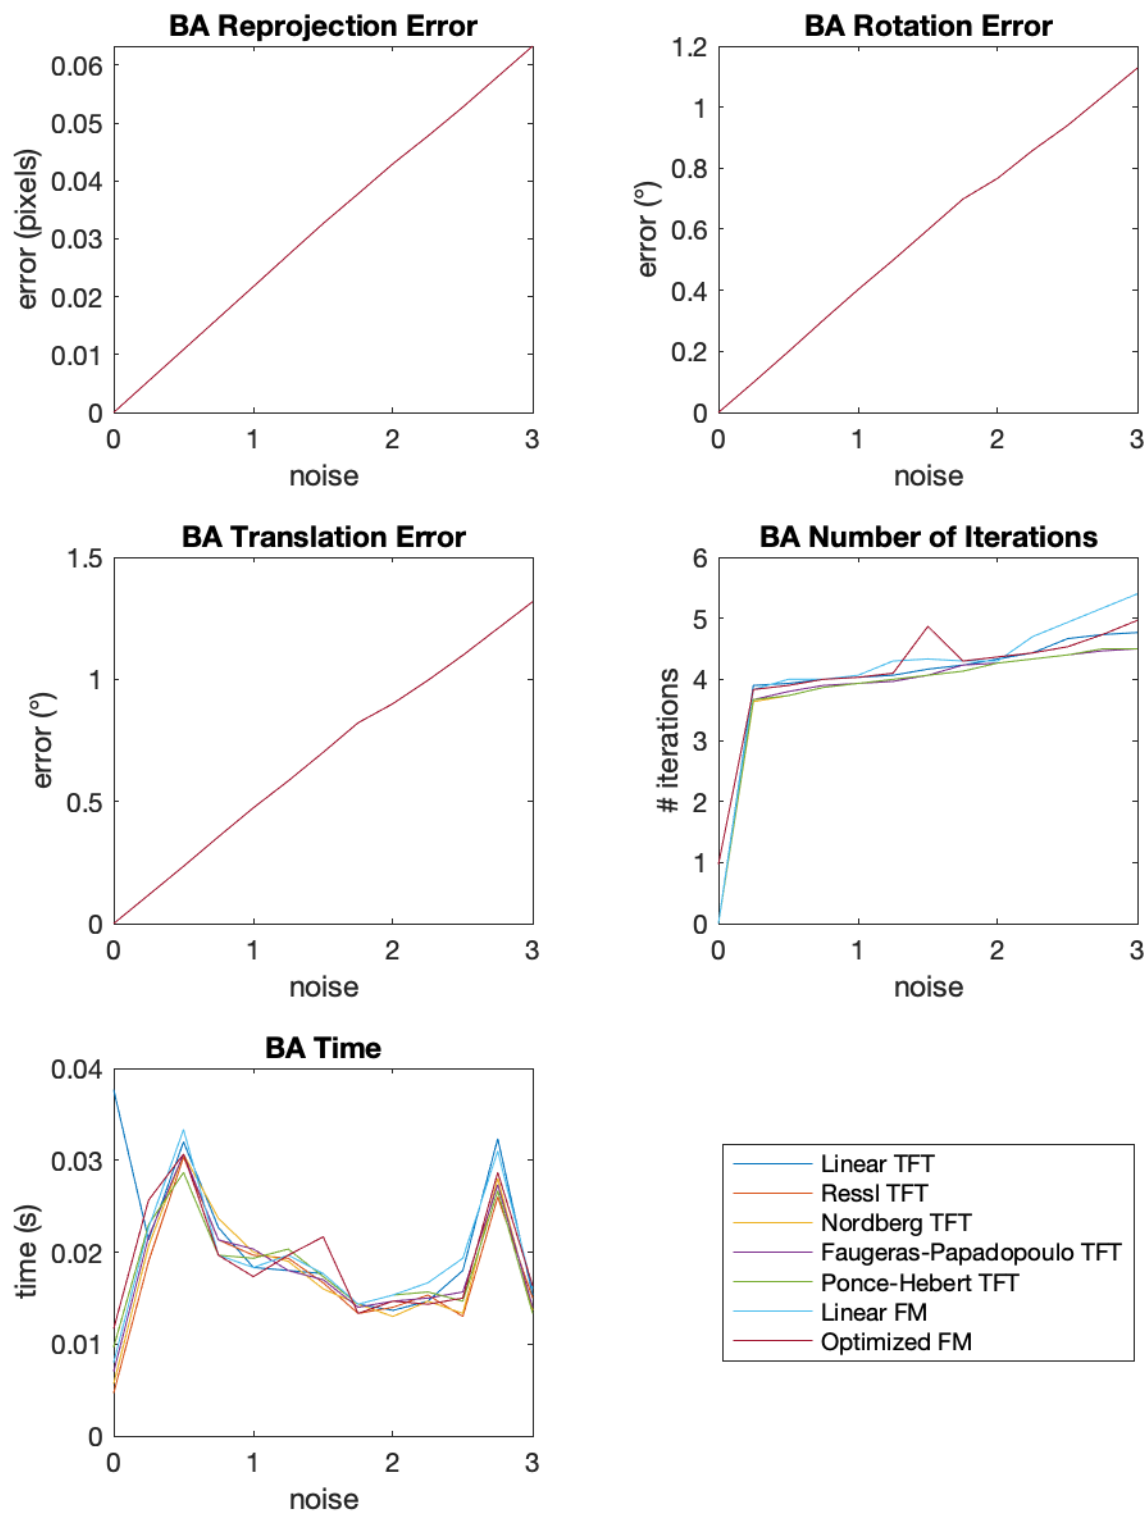 BA Reprojection Error
0.06
0.05
0.04
0.03
0.02
0.01
0
error (pixels)
0 1 2 3
noise
BA Rotation Error
1.2
1
0.8
0.6
0.4
0.2
0
error (°)
0 1 2 3
noise
BA Translation Error
1.5
1
0.5
0
error (°)
0 1 2 3
noise
BA Number of Iterations
6
5
4
3
2
1
0
# iterations
0 1 2 3
noise
BA Time
0.04
0.03
0.02
0.01
0
time (s)
0 1 2 3
noise
Linear TFT
Ressl TFT
Nordberg TFT
Faugeras-Papadopoulo TFT
Ponce-Hebert TFT
Linear FM
Optimized FM